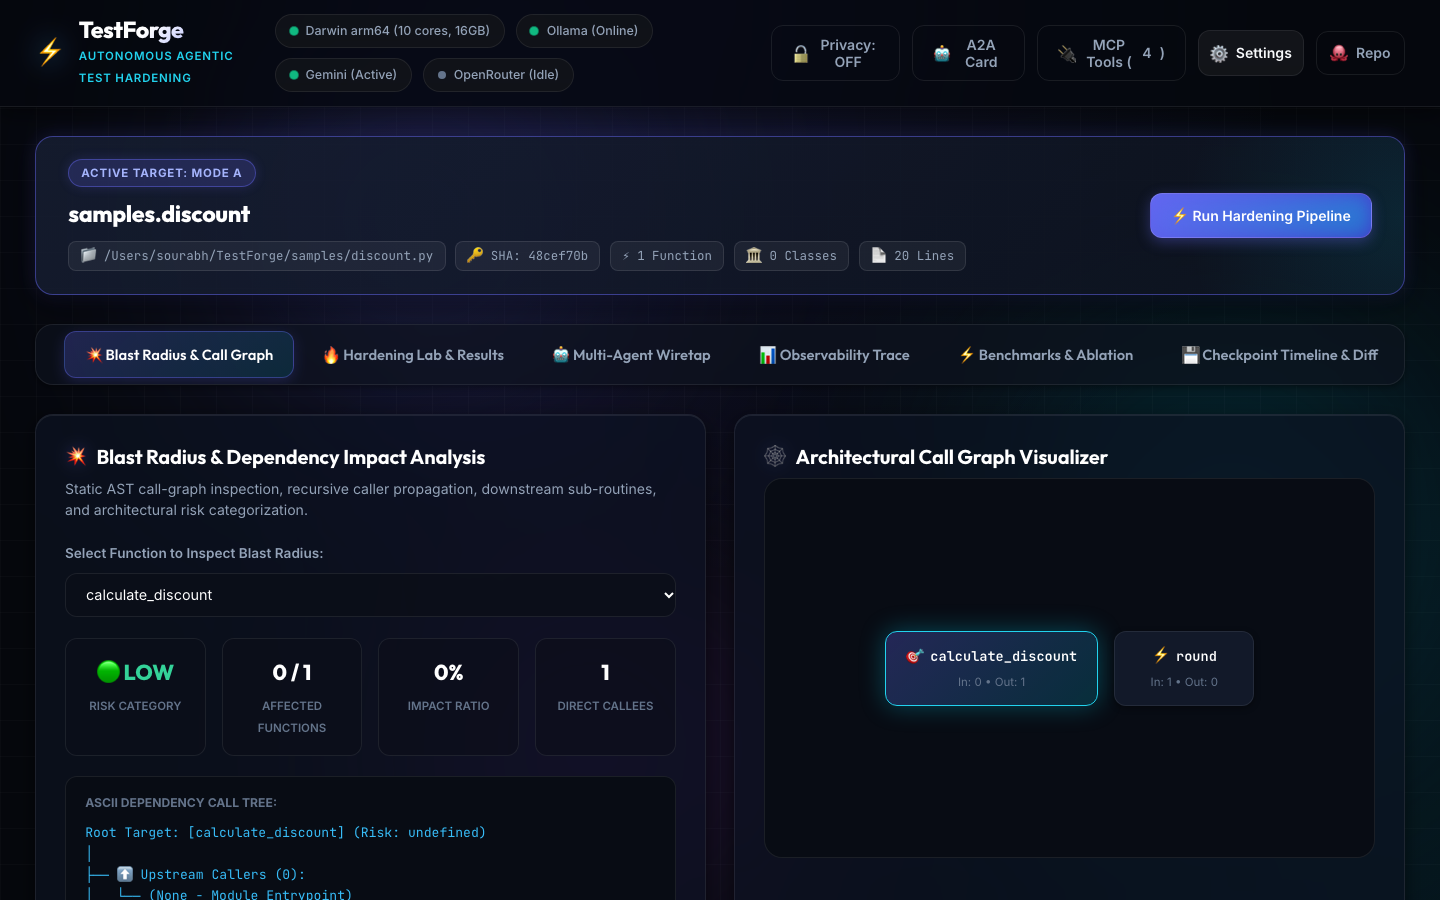 TestForge
AUTONOMOUS AGENTIC
TEST HARDENING
Darwin arm64 (10 cores, 16GB)
Ollama (Online)
Gemini (Active)
OpenRouter (Idle)
Privacy:
OFF
A2A
Card
MCP
Tools ( 4 )
Settings
Repo
ACTIVE TARGET: MODE A
samples.discount
/Users/sourabh/TestForge/samples/discount.py
SHA: 48cef70b
⚡ 1 Function
0 Classes
20 Lines
⚡ Run Hardening Pipeline
Blast Radius & Call Graph
Hardening Lab & Results
Multi-Agent Wiretap
Observability Trace
Benchmarks & Ablation
Checkpoint Timeline & Diff
Blast Radius & Dependency Impact Analysis
Static AST call-graph inspection, recursive caller propagation, downstream sub-routines,
and architectural risk categorization.
Select Function to Inspect Blast Radius:
calculate_discount
LOW
RISK CATEGORY
0 / 1
AFFECTED
FUNCTIONS
0%
IMPACT RATIO
1
DIRECT CALLEES
ASCII DEPENDENCY CALL TREE:
Root Target: [calculate_discount] (Risk: undefined)
│
├── ⬆️ Upstream Callers (0):
│   └── (None - Module Entrypoint)
Architectural Call Graph Visualizer
calculate_discount
In: 0 • Out: 1
round
In: 1 • Out: 0